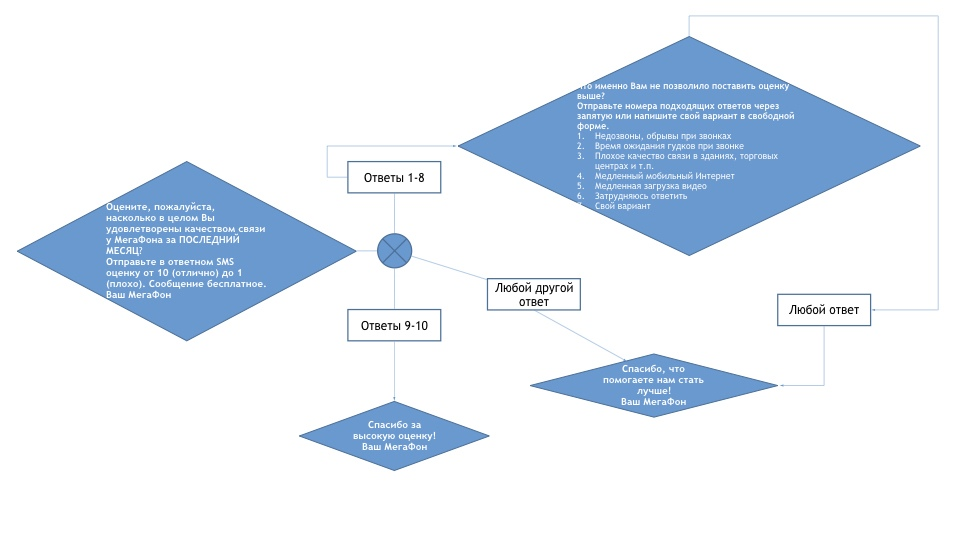 Что именно Вам не позволило поставить оценку
выше?
Отправьте номера подходящих ответов через
запятую или напишите свой вариант в свободной
форме.
1. Недозвоны, обрывы при звонках
2. Время ожидания гудков при звонке
3. Плохое качество связи в зданиях, торговых
центрах и т.п.
4. Медленный мобильный Интернет
5. Медленная загрузка видео
6. Затрудняюсь ответить
7. Свой вариант
Ответы 1-8
Оцените, пожалуйста,
насколько в целом Вы
удовлетворены качеством связи
у МегаФона за ПОСЛЕДНИЙ
МЕСЯЦ?
Отправьте в ответном SMS
оценку от 10 (отлично) до 1
(плохо). Сообщение бесплатное.
Ваш МегаФон
Любой другой
ответ
Любой ответ
Ответы 9-10
Спасибо, что
помогаете нам стать
лучше!
Ваш МегаФон
Спасибо за
высокую оценку!
Ваш МегаФон